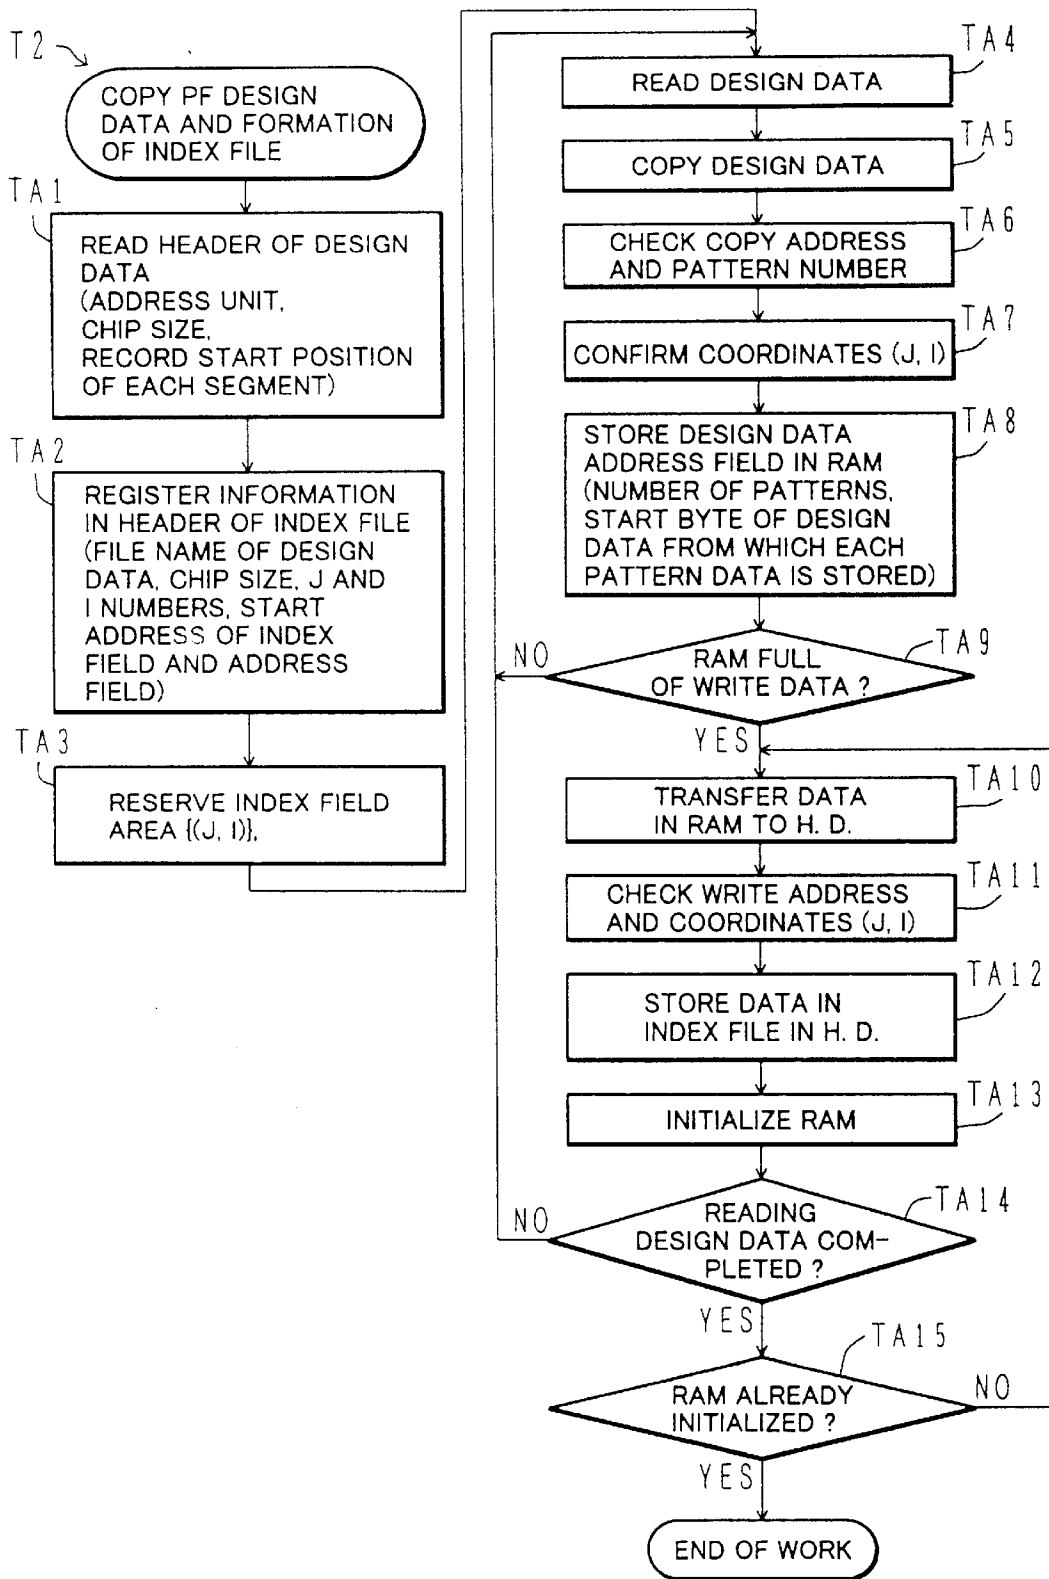 T2
COPY PF DESIGN
DATA AND FORMATION
OF INDEX FILE
TA1
READ HEADER OF DESIGN
DATA
(ADDRESS UNIT,
CHIP SIZE,
RECORD START POSITION
OF EACH SEGMENT)
TA2
REGISTER INFORMATION
IN HEADER OF INDEX FILE
(FILE NAME OF DESIGN
DATA, CHIP SIZE, J AND
I NUMBERS, START
ADDRESS OF INDEX
FIELD AND ADDRESS
FIELD)
TA3
RESERVE INDEX FIELD
AREA {(J, I)},
TA4
READ DESIGN DATA
TA5
COPY DESIGN DATA
TA6
CHECK COPY ADDRESS
AND PATTERN NUMBER
TA7
CONFIRM COORDINATES (J, I)
TA8
STORE DESIGN DATA
ADDRESS FIELD IN RAM
(NUMBER OF PATTERNS,
START BYTE OF DESIGN
DATA FROM WHICH EACH
PATTERN DATA IS STORED)
TA9
NO
RAM FULL
OF WRITE DATA ?
YES
TA10
TRANSFER DATA
IN RAM TO H. D.
TA11
CHECK WRITE ADDRESS
AND COORDINATES (J, I)
TA12
STORE DATA IN
INDEX FILE IN H. D.
TA13
INITIALIZE RAM
TA14
NO
READING
DESIGN DATA COM-
PLETED ?
YES
TA15
RAM ALREADY
INITIALIZED ?
NO
YES
END OF WORK